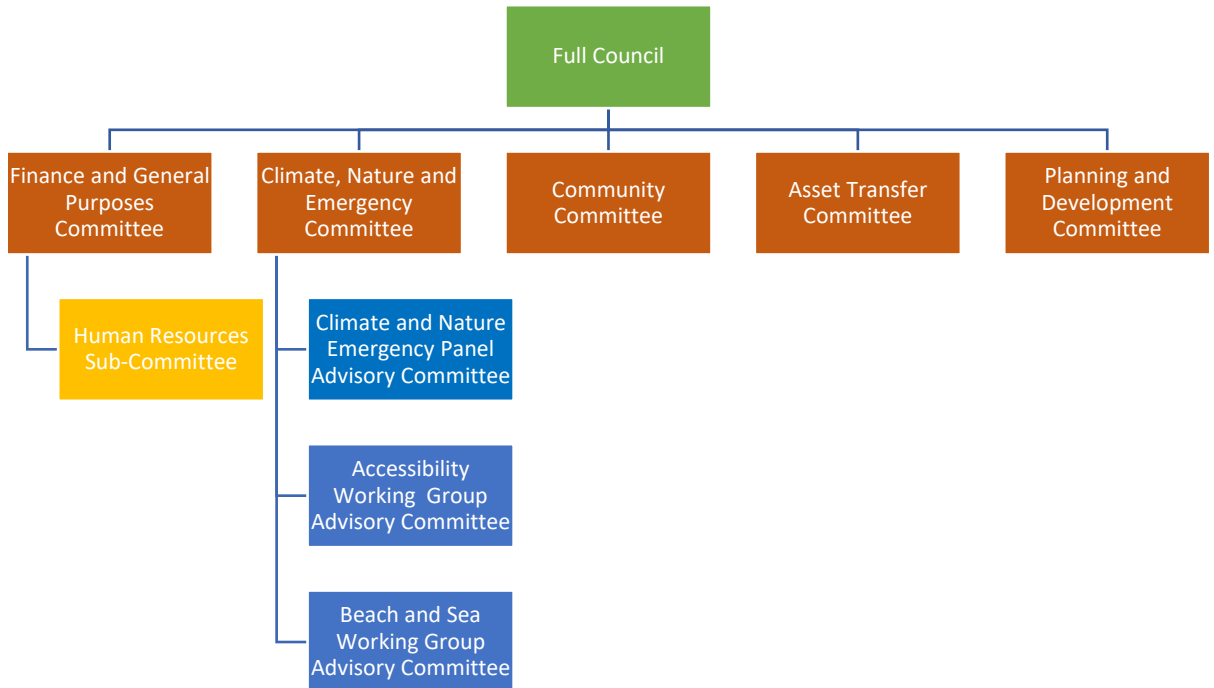 Full Council
Finance and General
Purposes
Committee
Climate, Nature and
Emergency
Committee
Community
Committee
Asset Transfer
Committee
Planning and
Development
Committee
Human Resources
Sub-Committee
Climate and Nature
Emergency Panel
Advisory Committee
Accessibility
Working  Group
Advisory Committee
Beach and Sea
Working Group
Advisory Committee